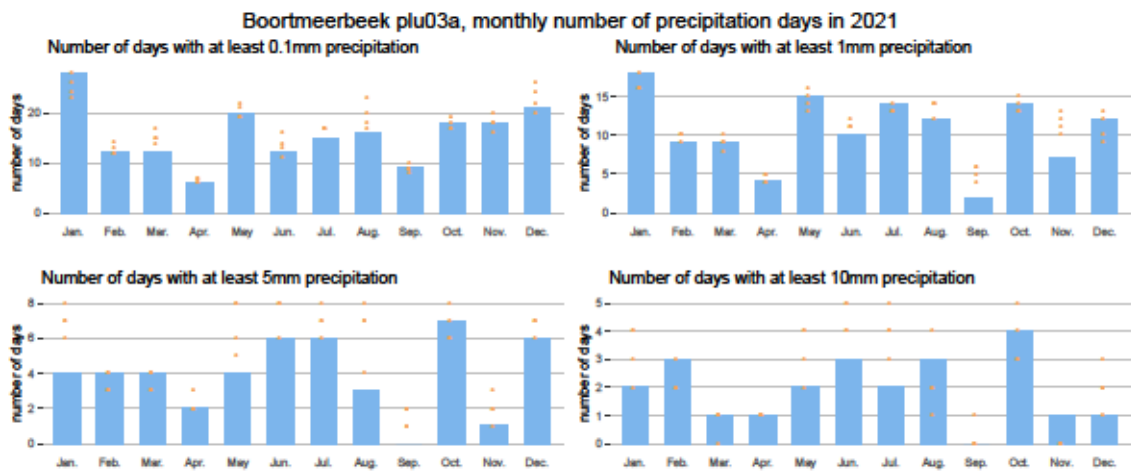 Boortmeerbeek plu03a, monthly number of precipitation days in 2021
Number of days with at least 0.1mm precipitation
number of days
20
10
0
Jan. Feb. Mar. Apr. May Jun. Jul. Aug. Sep. Oct. Nov. Dec.
Number of days with at least 1mm precipitation
number of days
15
10
5
0
Jan. Feb. Mar. Apr. May Jun. Jul. Aug. Sep. Oct. Nov. Dec.
Number of days with at least 5mm precipitation
number of days
8
6
4
2
0
Jan. Feb. Mar. Apr. May Jun. Jul. Aug. Sep. Oct. Nov. Dec.
Number of days with at least 10mm precipitation
number of days
5
4
3
2
1
0
Jan. Feb. Mar. Apr. May Jun. Jul. Aug. Sep. Oct. Nov. Dec.